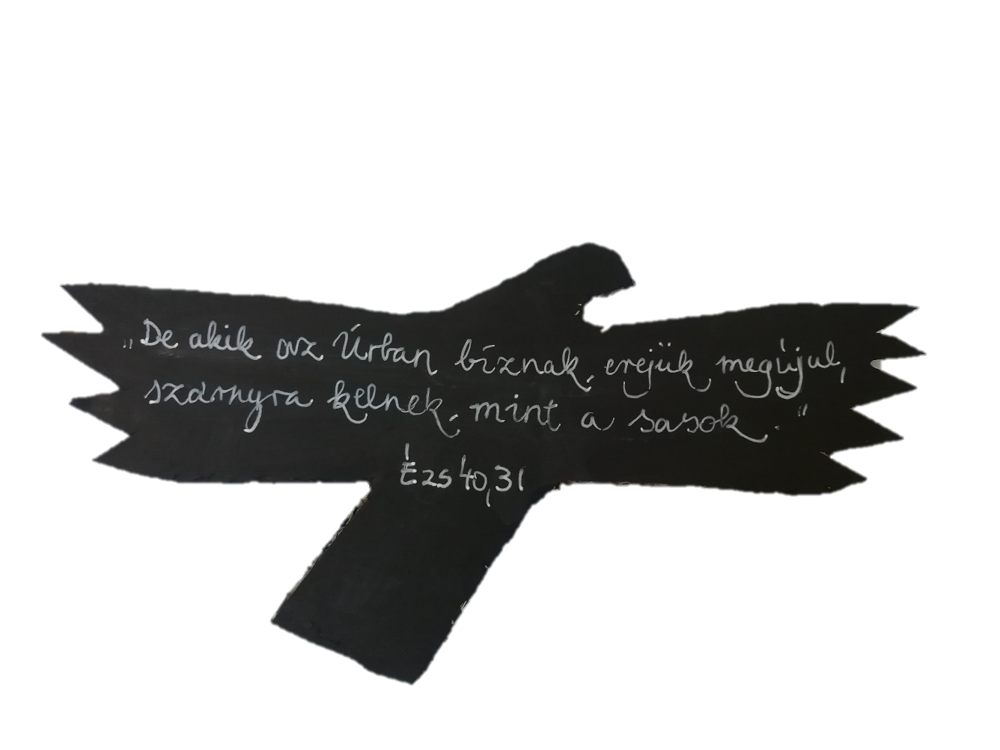 „De akik az Úrban bíznak, erejük megújul,
szárnyra kelnek, mint a sasok."
Ézs 40,31